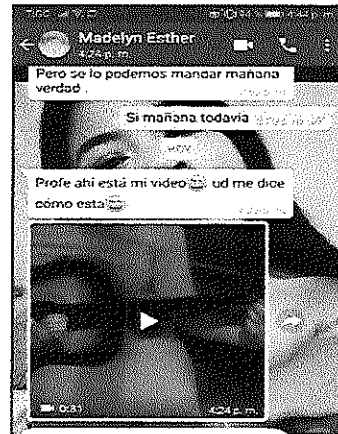 Madelyn Esther
4:24 p. m.
Pero se lo podemos mandar mañana
verdad .
Si mañana todavia
HOY
Profe ahí está mi video ud me dice
cómo esta
0:31
4:24 p. m.